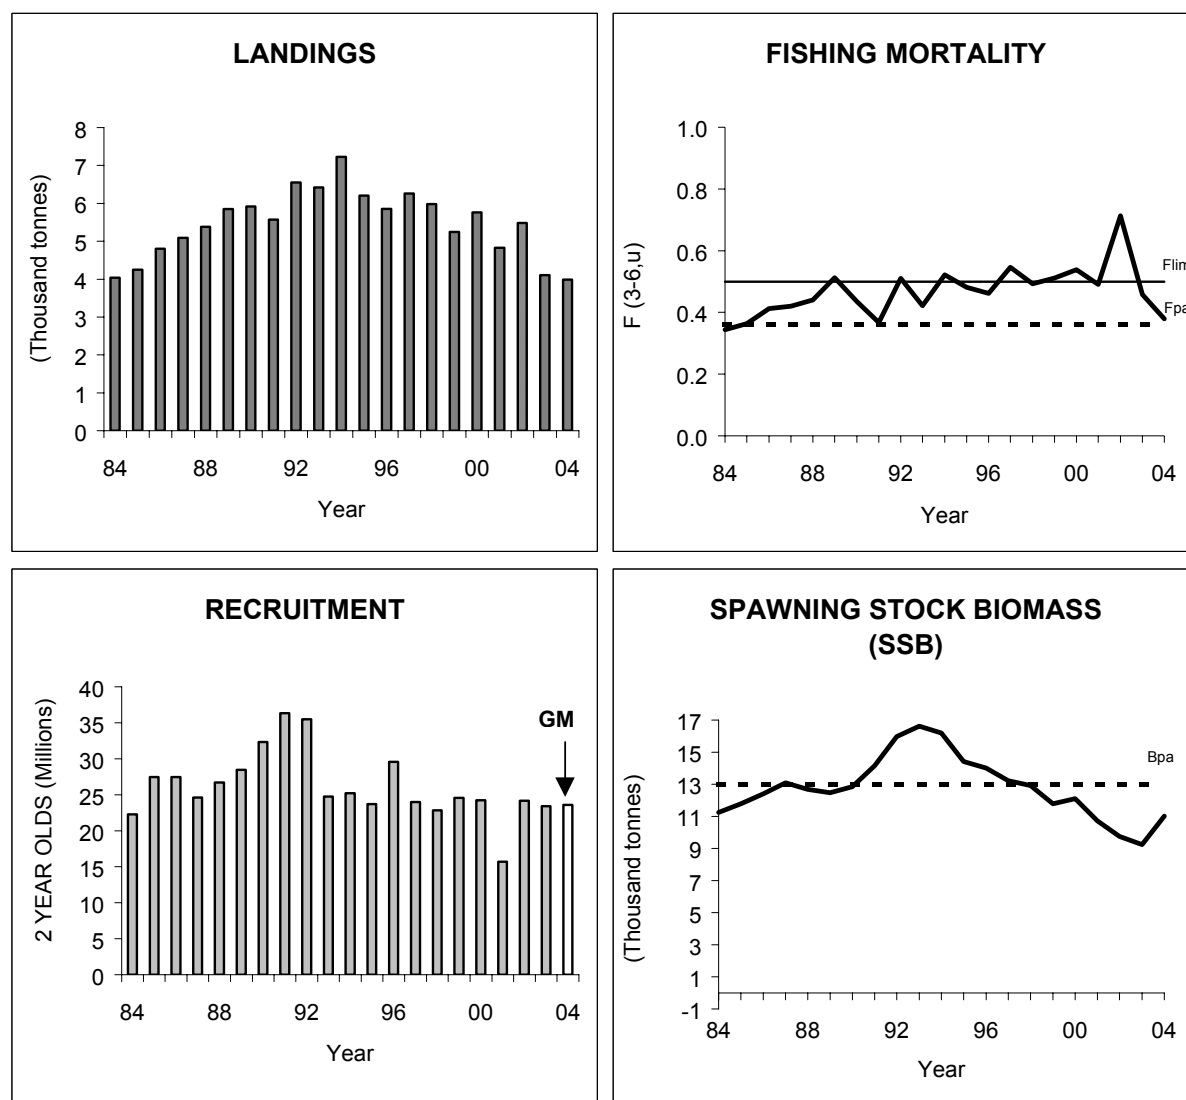 LANDINGS
(Thousand tonnes)
8
7
6
5
4
3
2
1
0
84 88 92 96 00 04
Year
FISHING MORTALITY
F (3-6,u)
1.0
0.8
0.6
0.4
0.2
0.0
Flim
Fpa
84 88 92 96 00 04
Year
RECRUITMENT
2 YEAR OLDS (Millions)
40
35
30
25
20
15
10
5
0
GM
84 88 92 96 00 04
Year
SPAWNING STOCK BIOMASS
(SSB)
(Thousand tonnes)
17
15
13
11
9
7
5
3
1
-1
Bpa
84 88 92 96 00 04
Year